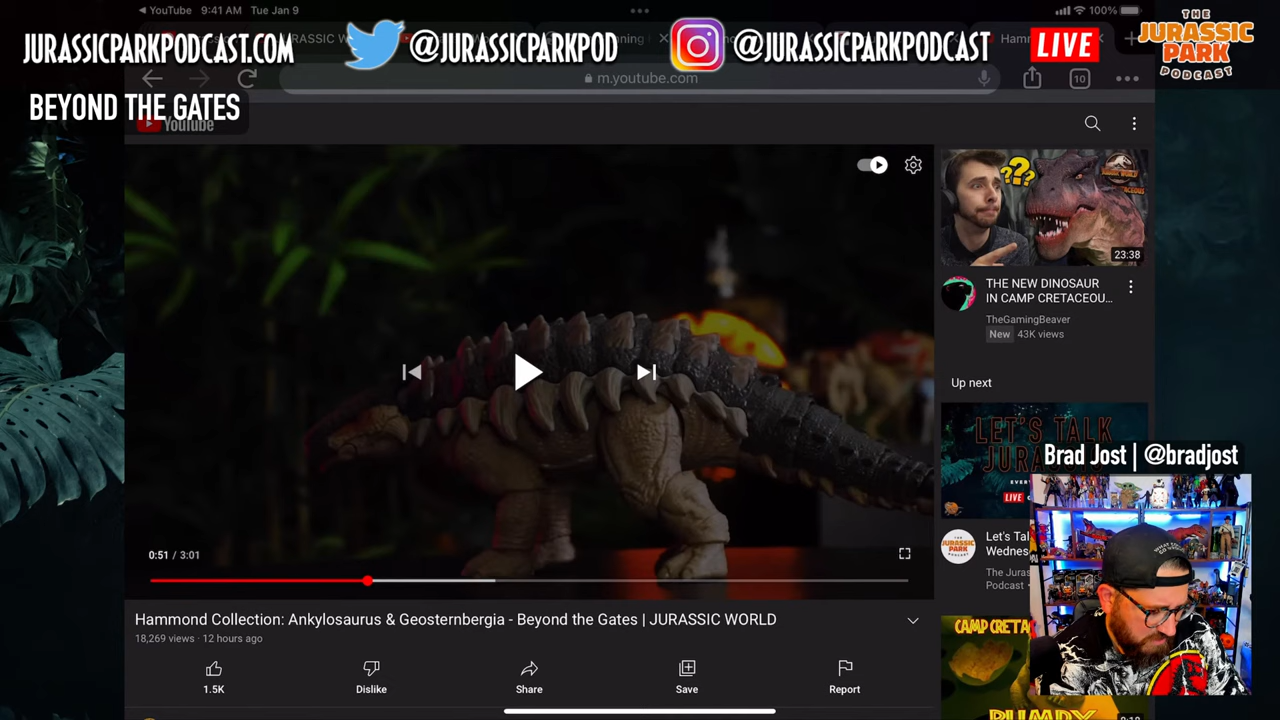 YouTube 9:41 AM Tue Jan 9
100%
JURASSICPARKPODCAST.COM
@JURASSICPARKPOD
@JURASSICPARKPODCAST
LIVE
THE
JURASSIC
PARK
PODCAST
m.youtube.com
10
BEYOND THE GATES
YouTube
???
23:38
THE NEW DINOSAUR
IN CAMP CRETACEOU...
TheGamingBeaver
New 43K views
Up next
LET'S TALK
JURASSIC
LIVE
Brad Jost | @bradjost
Let's Tal
Wednes
The Juras
Podcast
0:51 / 3:01
Hammond Collection: Ankylosaurus & Geosternbergia - Beyond the Gates | JURASSIC WORLD
18,269 views · 12 hours ago
1.5K
Dislike
Share
Save
Report
CAMP CRETA
BUMPY